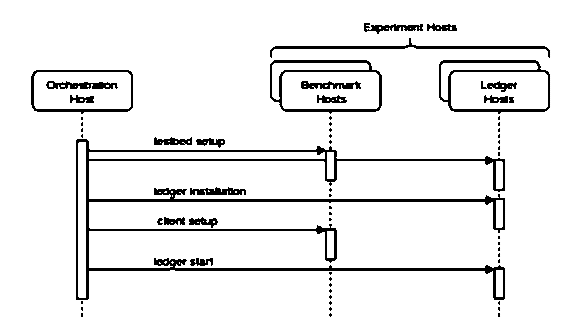 Experiment Hosts
Orchestration
Host
Benchmark
Hosts
Ledger
Hosts
testbed setup
ledger installation
client setup
ledger start